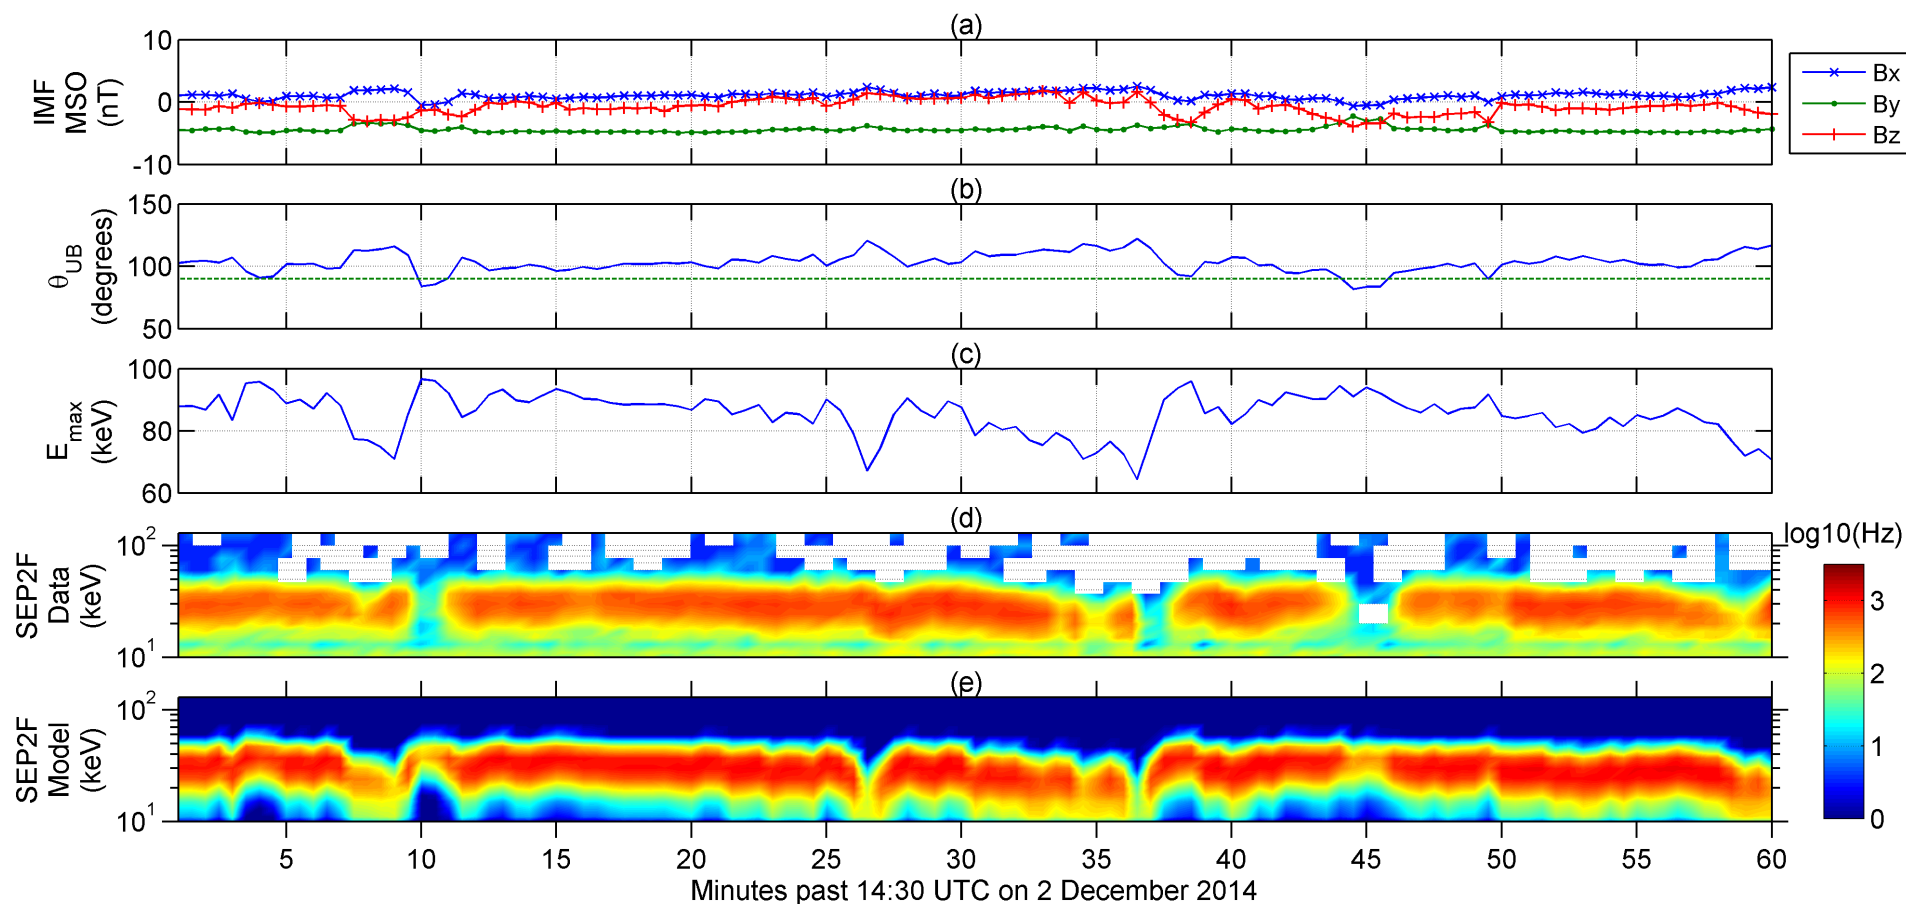 (a)
10
0
-10
IMF
MSO
(nT)
Bx
By
Bz
(b)
150
100
50
θUB
(degrees)
(c)
100
80
60
Emax
(keV)
(d)
10²
10¹
SEP2F
Data
(keV)
log10(Hz)
3
2
1
0
(e)
10²
10¹
SEP2F
Model
(keV)
5 10 15 20 25 30 35 40 45 50 55 60
Minutes past 14:30 UTC on 2 December 2014